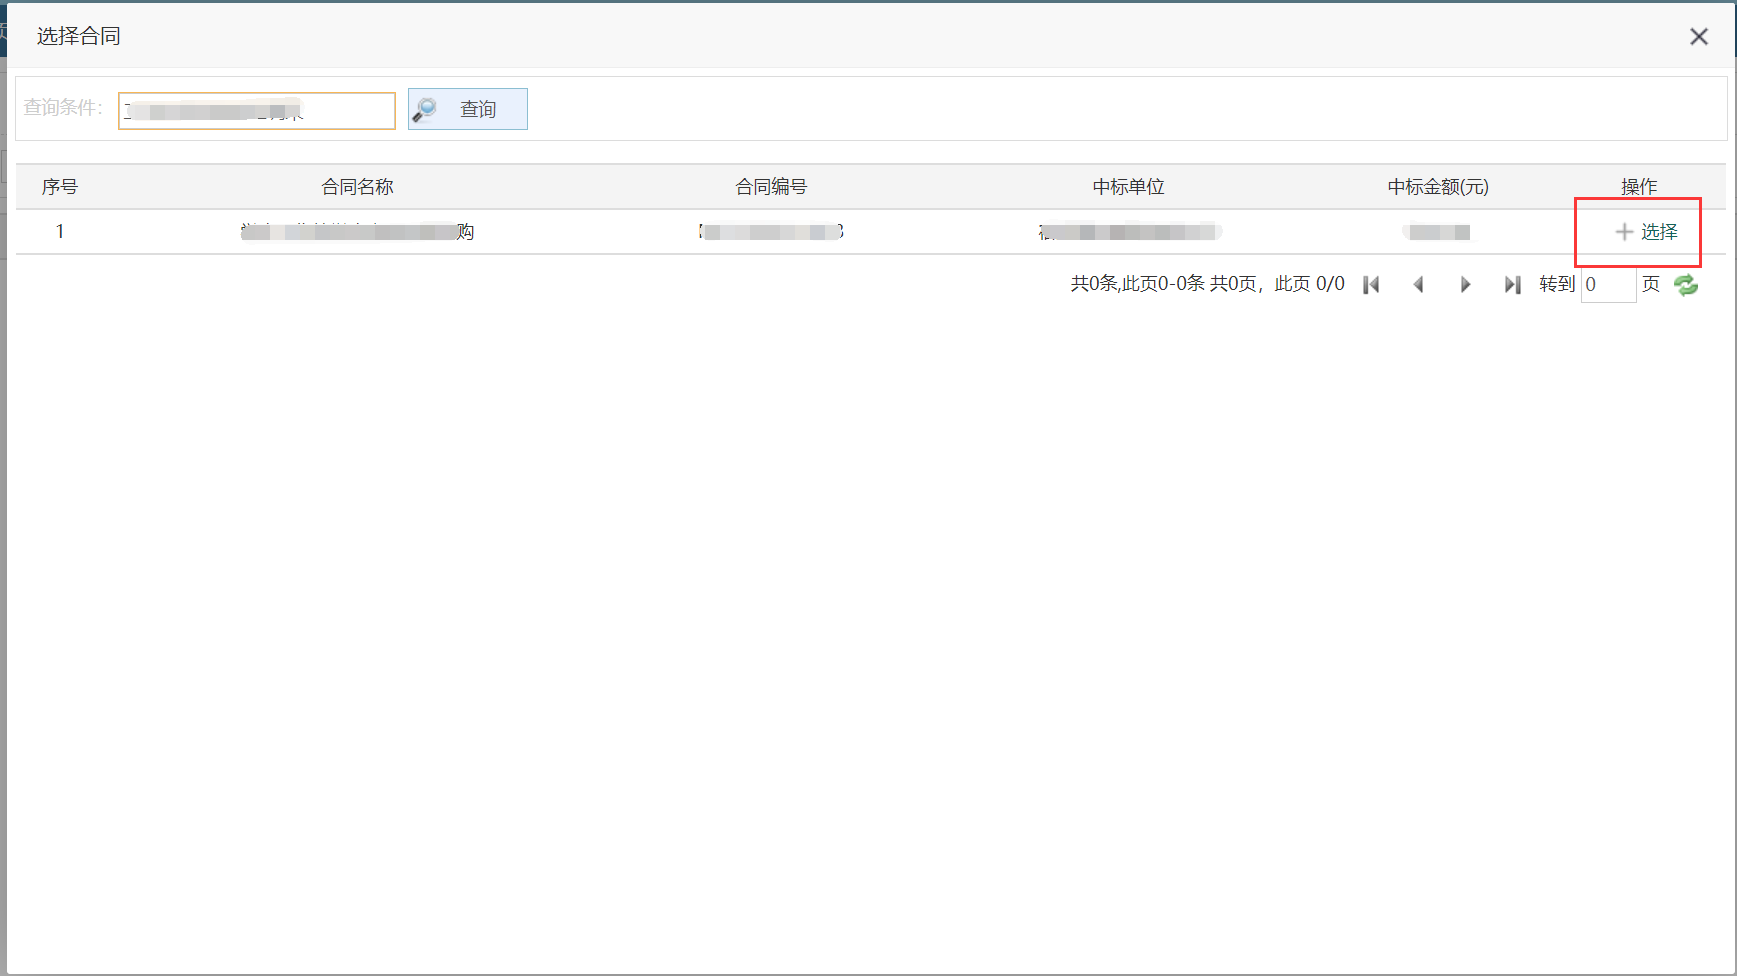 选择合同
查询条件： 查询
序号 合同名称 合同编号 中标单位 中标金额(元) 操作
1 购 选择
共0条,此页0-0条 共0页，此页 0/0 转到 0 页